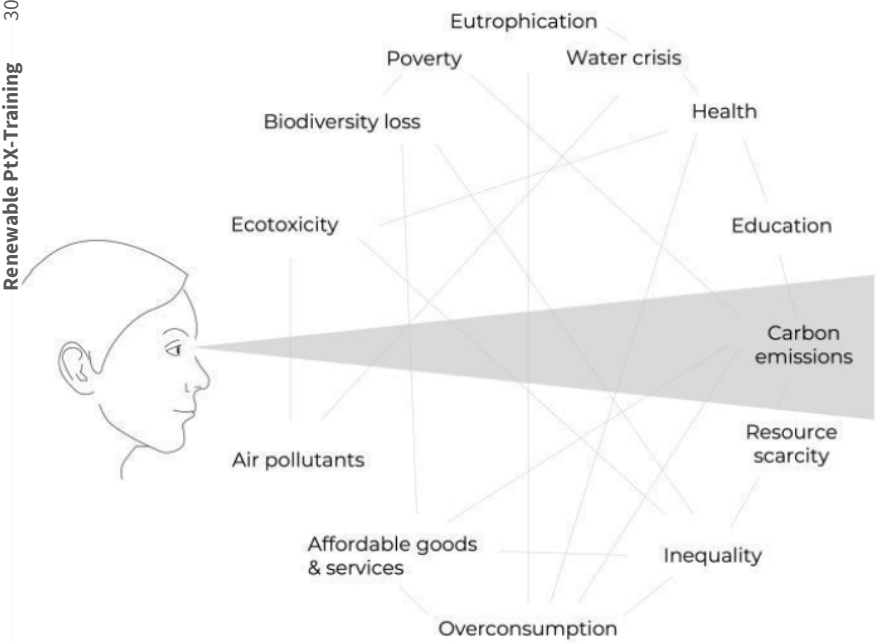 30
Renewable PtX-Training
Eutrophication
Poverty
Water crisis
Health
Biodiversity loss
Ecotoxicity
Education
Carbon
emissions
Resource
scarcity
Air pollutants
Affordable goods
& services
Inequality
Overconsumption